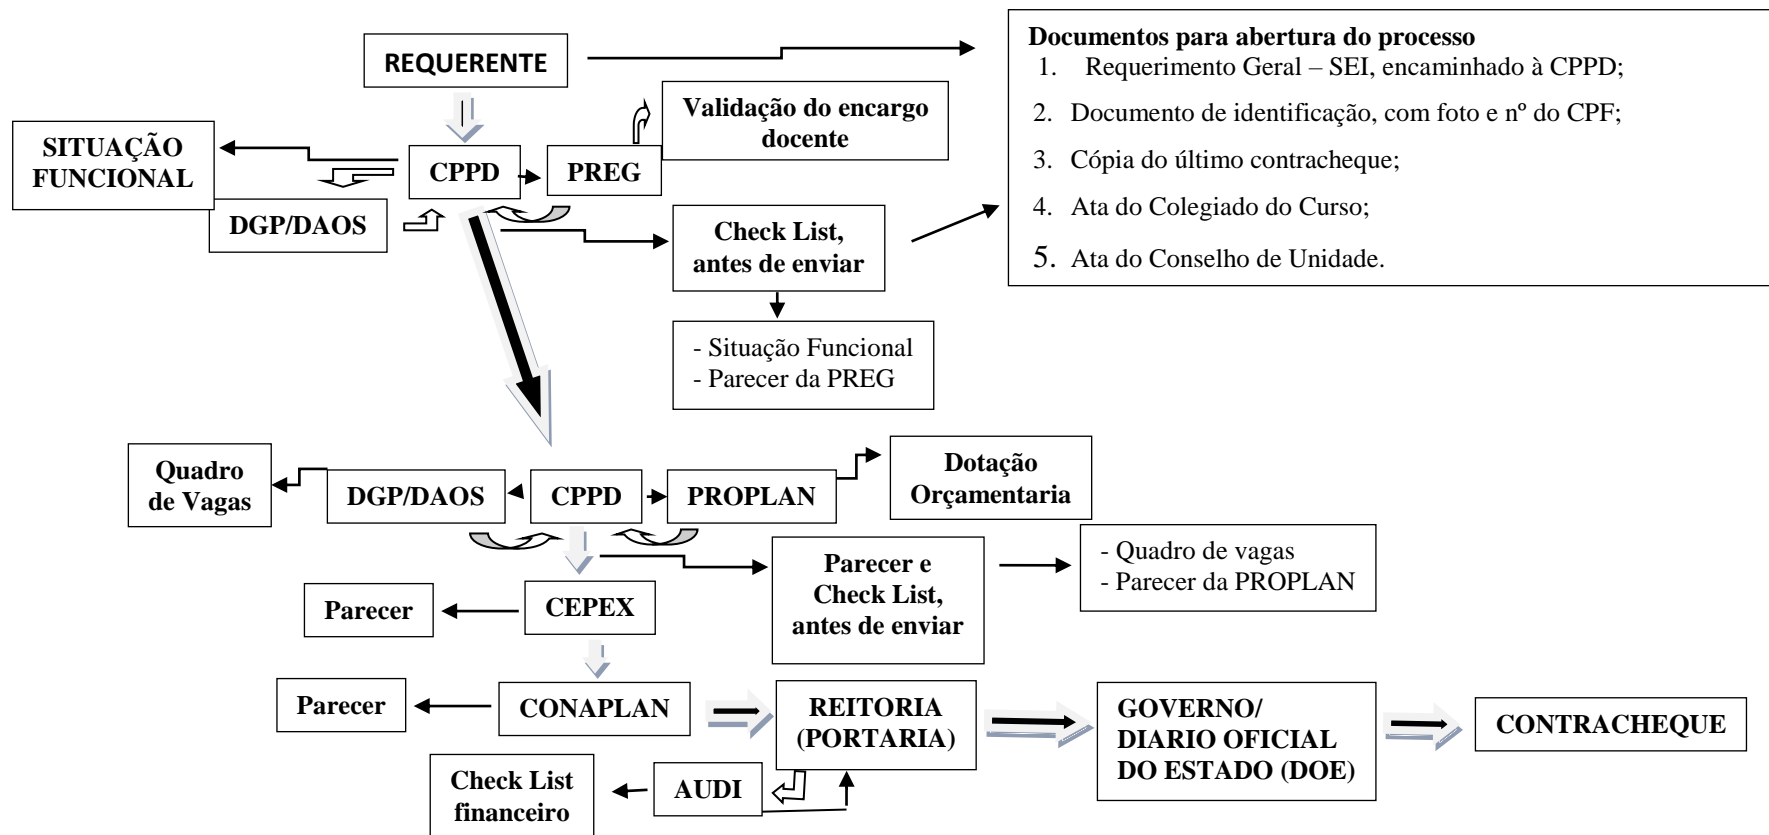 REQUERENTE
Documentos para abertura do processo
1. Requerimento Geral – SEI, encaminhado à CPPD;
2. Documento de identificação, com foto e nº do CPF;
3. Cópia do último contracheque;
4. Ata do Colegiado do Curso;
5. Ata do Conselho de Unidade.
Validação do encargo
docente
SITUAÇÃO
FUNCIONAL
CPPD
PREG
DGP/DAOS
Check List,
antes de enviar
- Situação Funcional
- Parecer da PREG
Quadro
de Vagas
DGP/DAOS
CPPD
PROPLAN
Dotação
Orçamentaria
Parecer e
Check List,
antes de enviar
- Quadro de vagas
- Parecer da PROPLAN
Parecer
CEPEX
Parecer
CONAPLAN
REITORIA
(PORTARIA)
GOVERNO/
DIARIO OFICIAL
DO ESTADO (DOE)
CONTRACHEQUE
Check List
financeiro
AUDI